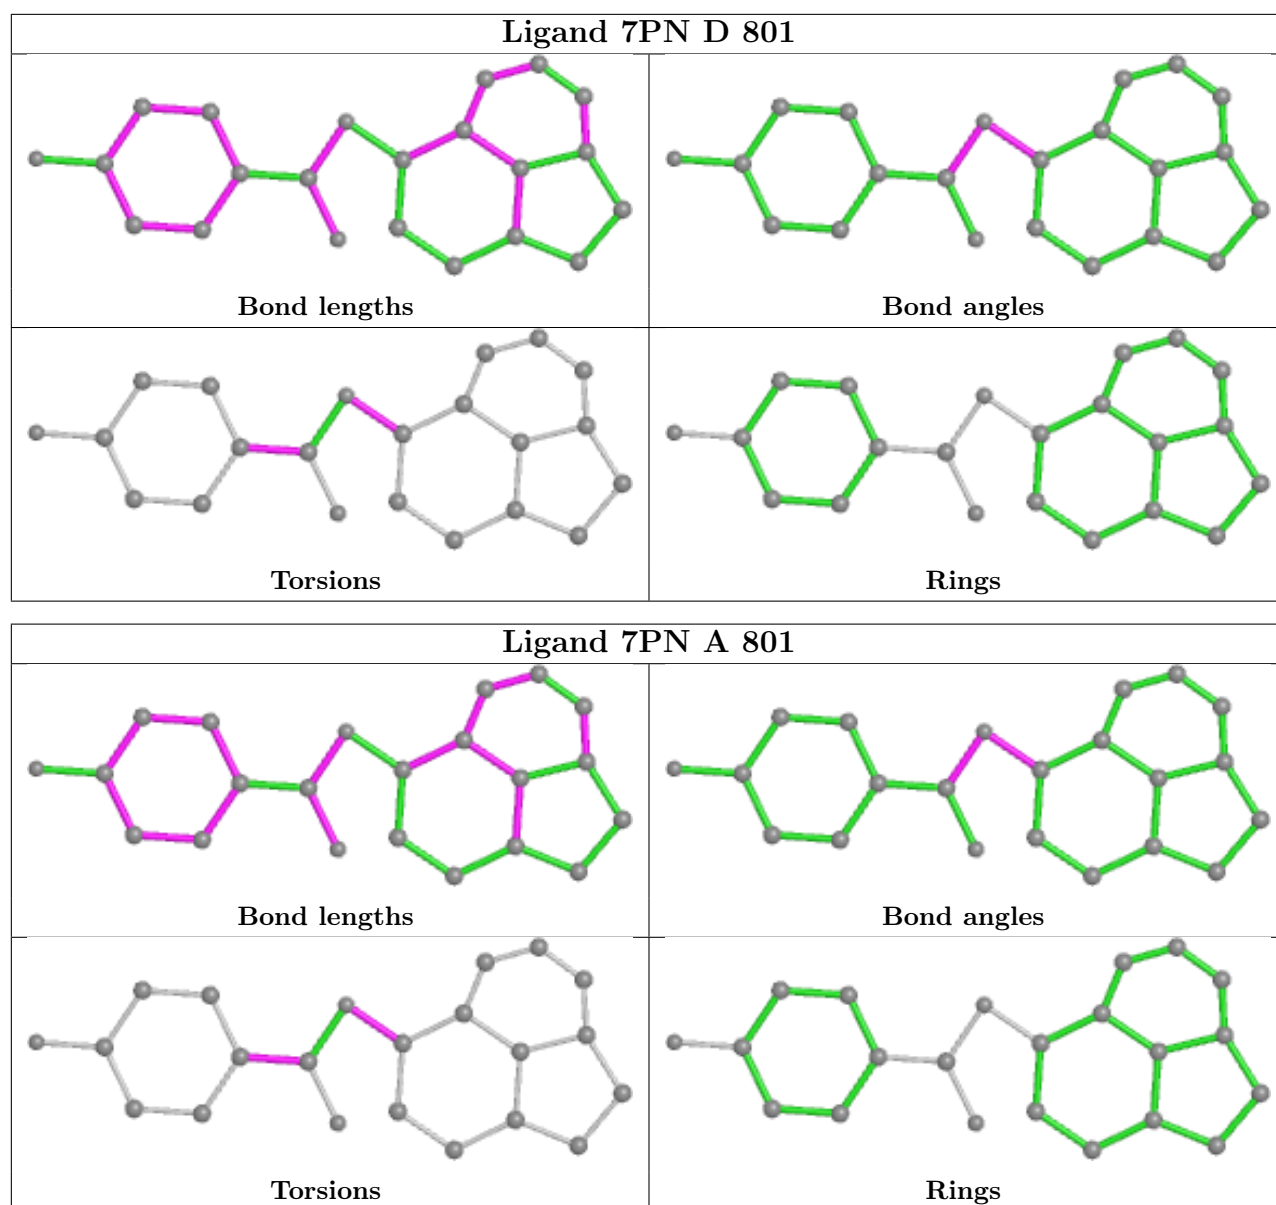 Ligand 7PN D 801
Bond lengths
Bond angles
Torsions
Rings
Ligand 7PN A 801
Bond lengths
Bond angles
Torsions
Rings